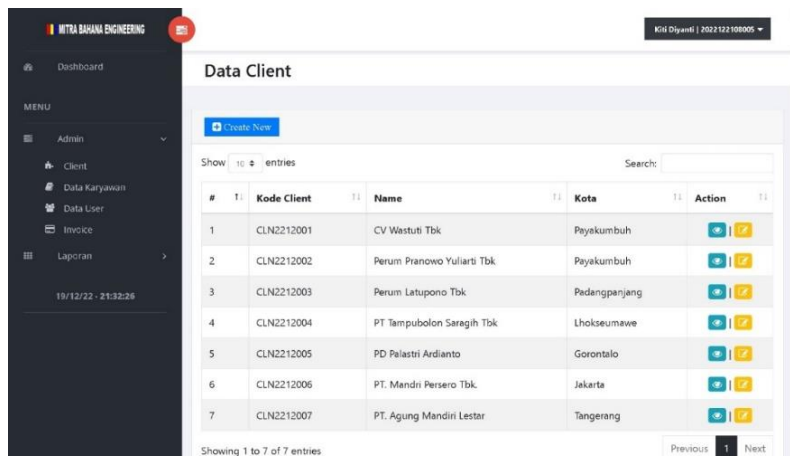 MITRA BAHANA ENGINEERING
Kiti Diyanti | 2022122108005
Dashboard
MENU
Admin
Client
Data Karyawan
Data User
Invoice
Laporan
19/12/22 - 21:32:26
Data Client
Create New
Show 10 entries Search:
# Kode Client Name Kota Action
1 CLN2212001 CV Wastuti Tbk Payakumbuh |
2 CLN2212002 Perum Pranowo Yuliarti Tbk Payakumbuh |
3 CLN2212003 Perum Latupono Tbk Padangpanjang |
4 CLN2212004 PT Tampubolon Saragih Tbk Lhokseumawe |
5 CLN2212005 PD Palastri Ardianto Gorontalo |
6 CLN2212006 PT. Mandri Persero Tbk. Jakarta |
7 CLN2212007 PT. Agung Mandiri Lestar Tangerang |
Showing 1 to 7 of 7 entries Previous 1 Next